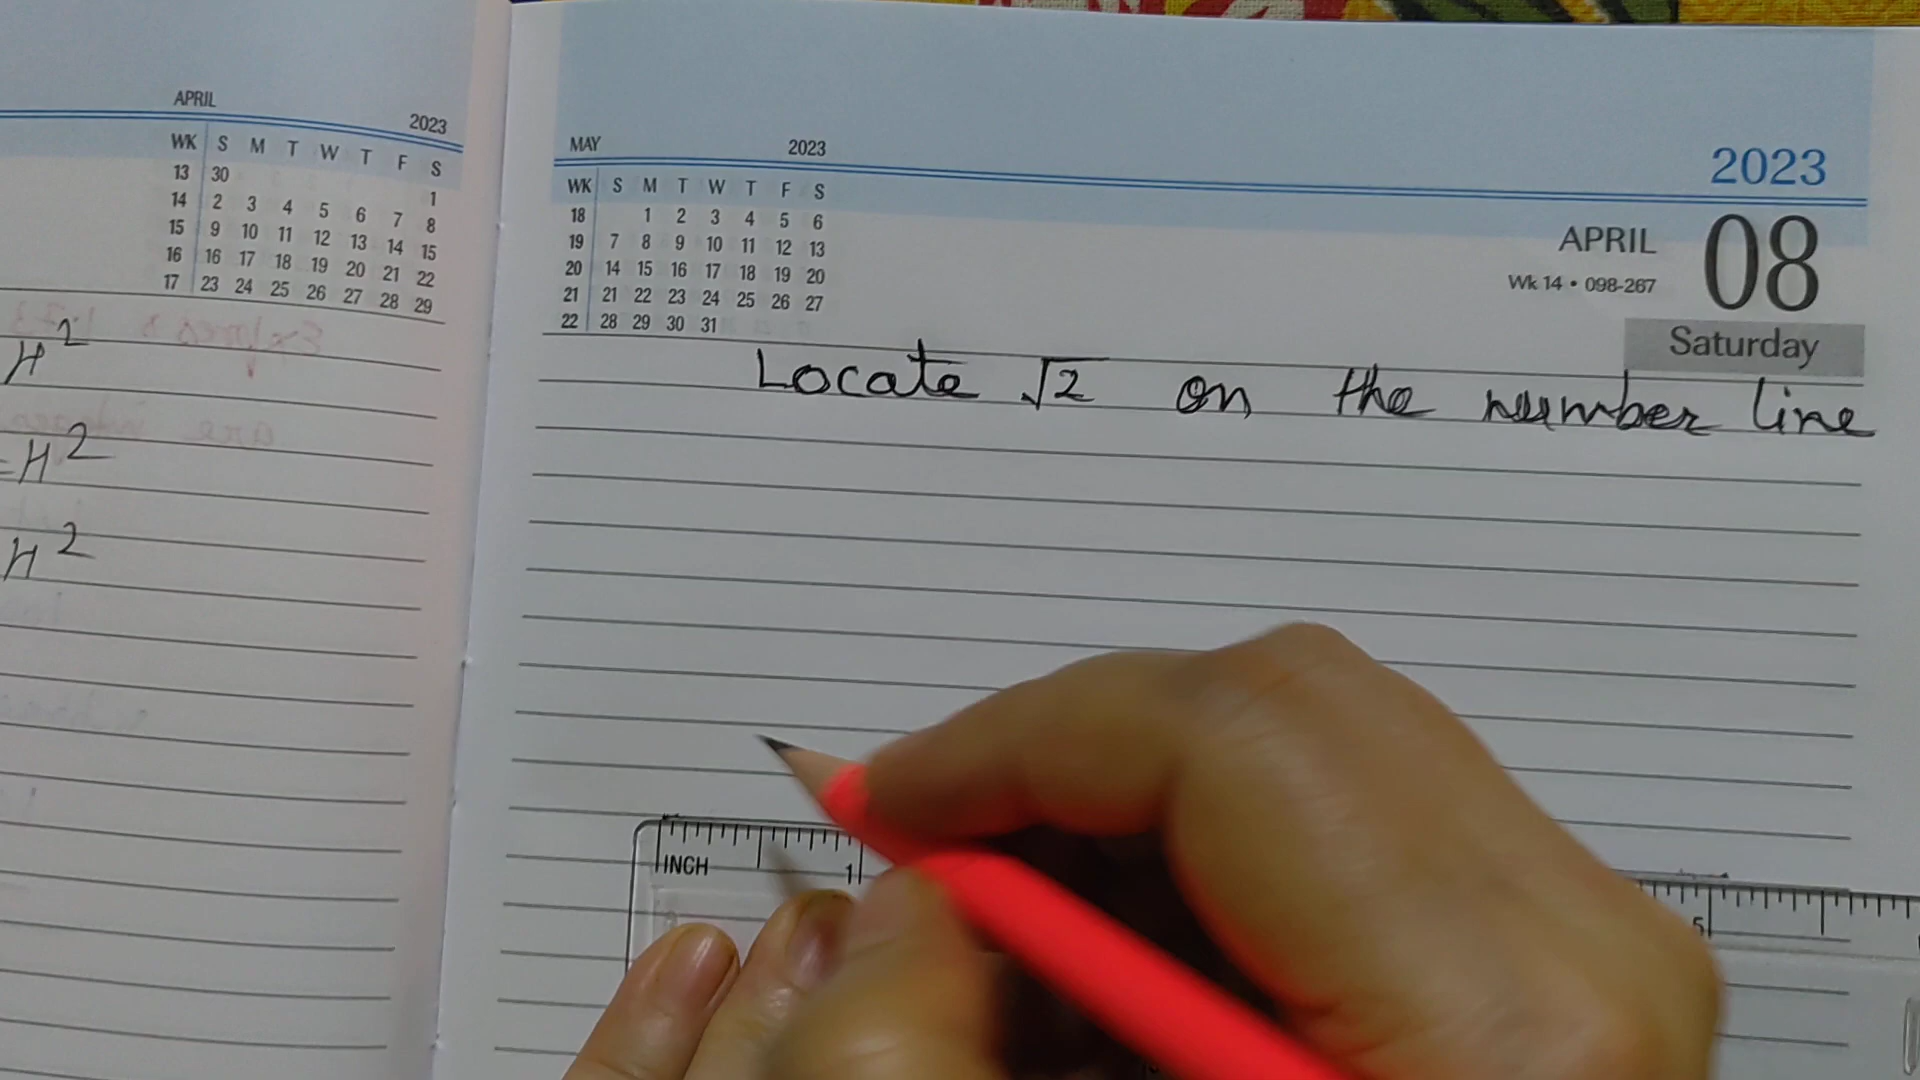 APRIL 2023
WK S M T W T F S
13 30 1
14 2 3 4 5 6 7 8
15 9 10 11 12 13 14 15
16 16 17 18 19 20 21 22
17 23 24 25 26 27 28 29
H²
=H²
H²
MAY 2023
WK S M T W T F S
18 1 2 3 4 5 6
19 7 8 9 10 11 12 13
20 14 15 16 17 18 19 20
21 21 22 23 24 25 26 27
22 28 29 30 31
2023
APRIL 08
Wk 14 • 098-267
Saturday
Locate √2 on the number line
INCH 1 5